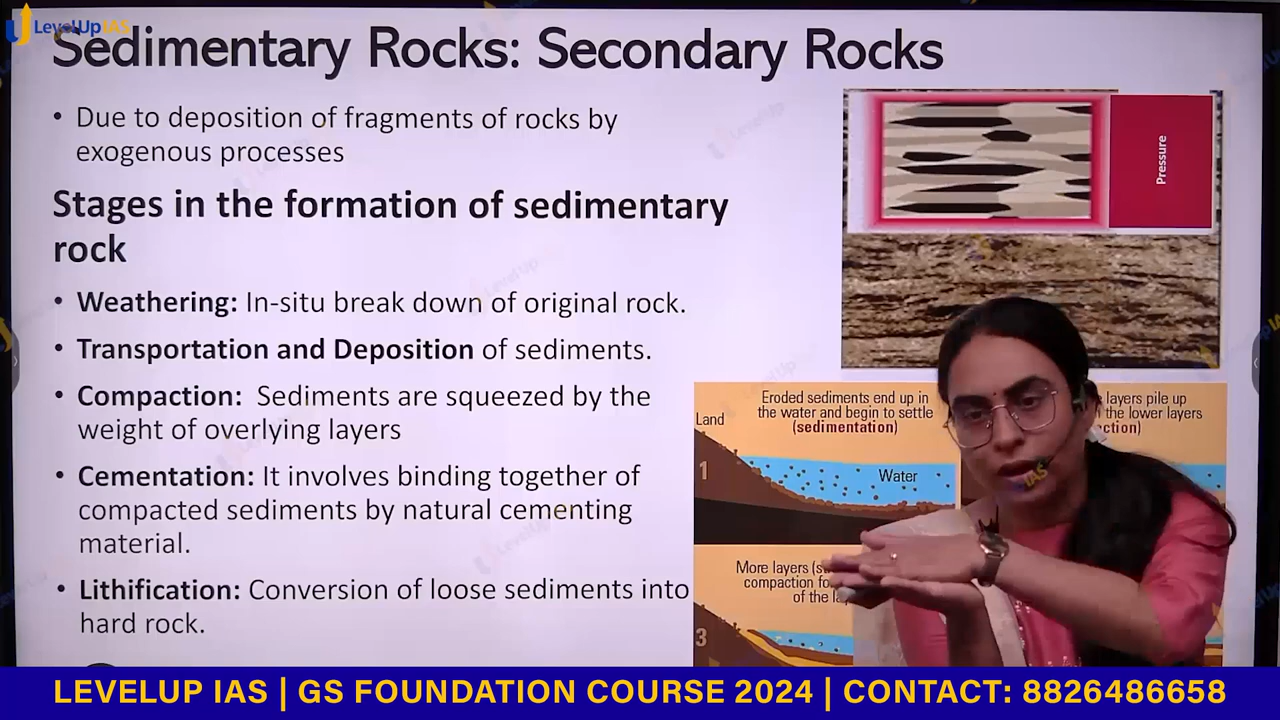 LevelUp IAS
Sedimentary Rocks: Secondary Rocks
• Due to deposition of fragments of rocks by
exogenous processes
Stages in the formation of sedimentary
rock
• Weathering: In-situ break down of original rock.
• Transportation and Deposition of sediments.
• Compaction: Sediments are squeezed by the
weight of overlying layers
• Cementation: It involves binding together of
compacted sediments by natural cementing
material.
• Lithification: Conversion of loose sediments into
hard rock.
Pressure
Land
Eroded sediments end up in
the water and begin to settle
(sedimentation)
1
Water
layers pile up
the lower layers
More layers
compaction
of the
3
LEVELUP IAS | GS FOUNDATION COURSE 2024 | CONTACT: 8826486658